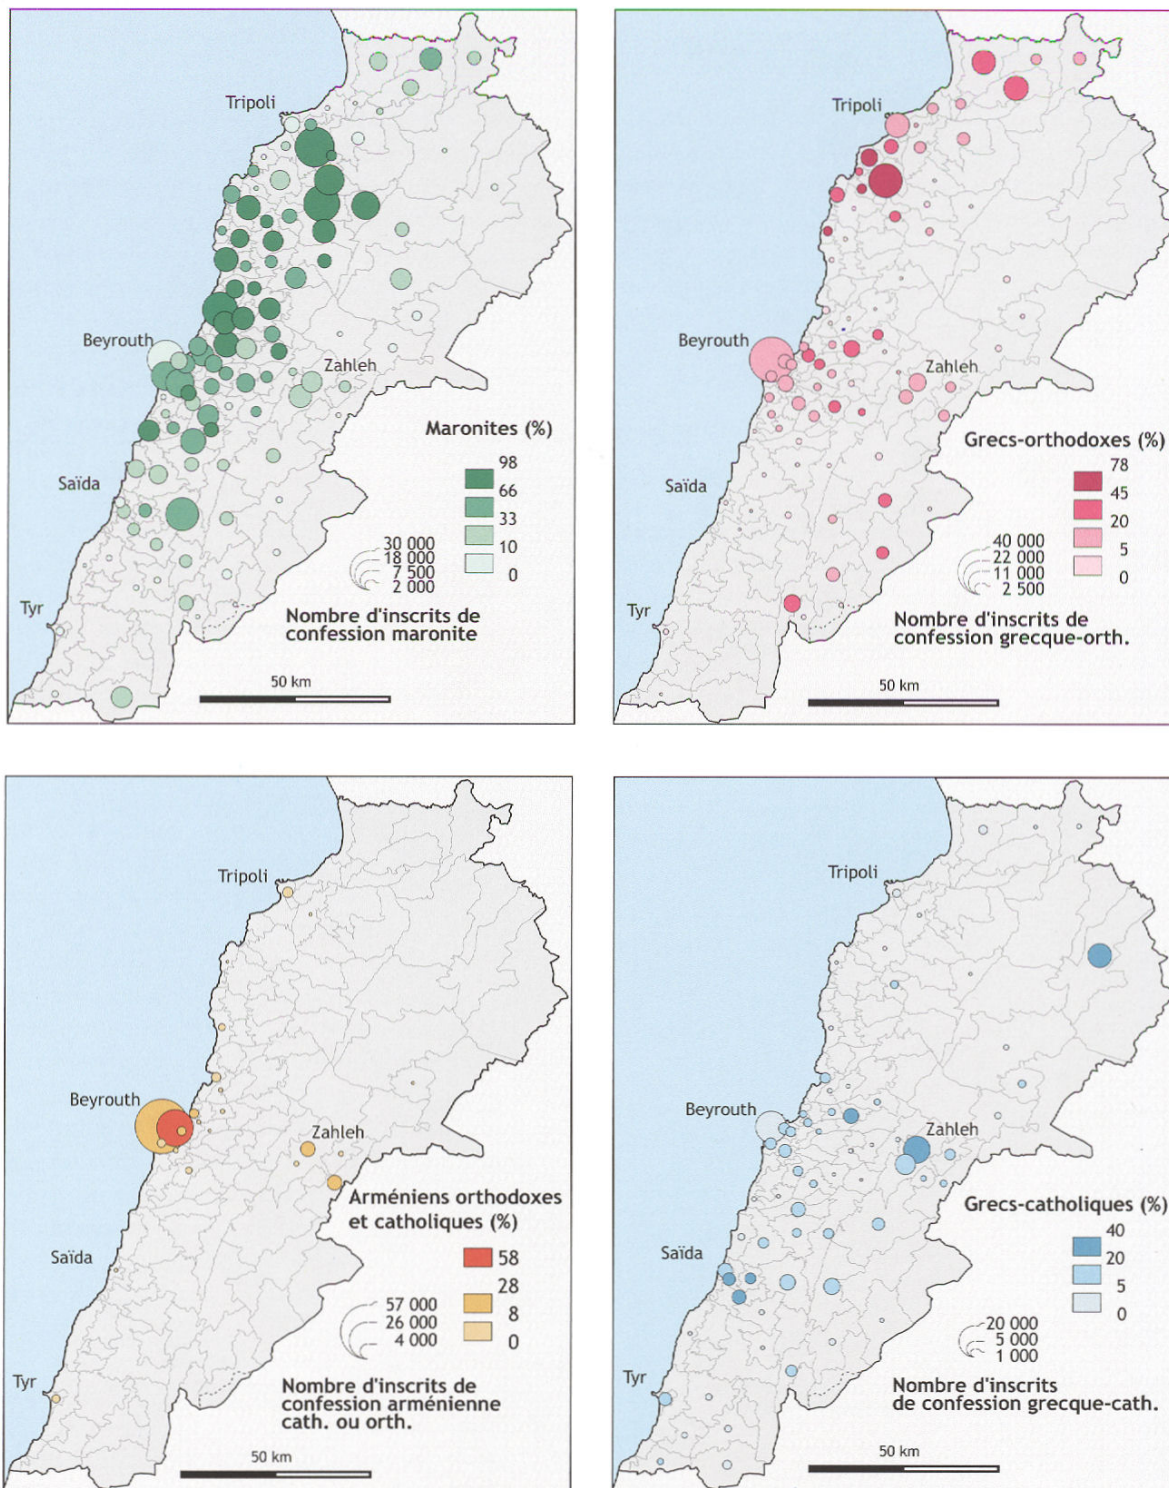 Tripoli
Beyrouth
Zahleh
Saïda
Tyr
Maronites (%)
98
66
33
10
0
30 000
18 000
7 500
2 000
Nombre d'inscrits de
confession maronite
50 km
Tripoli
Beyrouth
Zahleh
Saïda
Tyr
Grecs-orthodoxes (%)
78
45
20
5
0
40 000
22 000
11 000
2 500
Nombre d'inscrits de
confession grecque-orth.
50 km
Tripoli
Beyrouth
Zahleh
Saïda
Tyr
Arméniens orthodoxes
et catholiques (%)
58
28
8
0
57 000
26 000
4 000
Nombre d'inscrits de
confession arménienne
cath. ou orth.
50 km
Tripoli
Beyrouth
Zahleh
Saïda
Tyr
Grecs-catholiques (%)
40
20
5
0
20 000
5 000
1 000
Nombre d'inscrits
de confession grecque-cath.
50 km